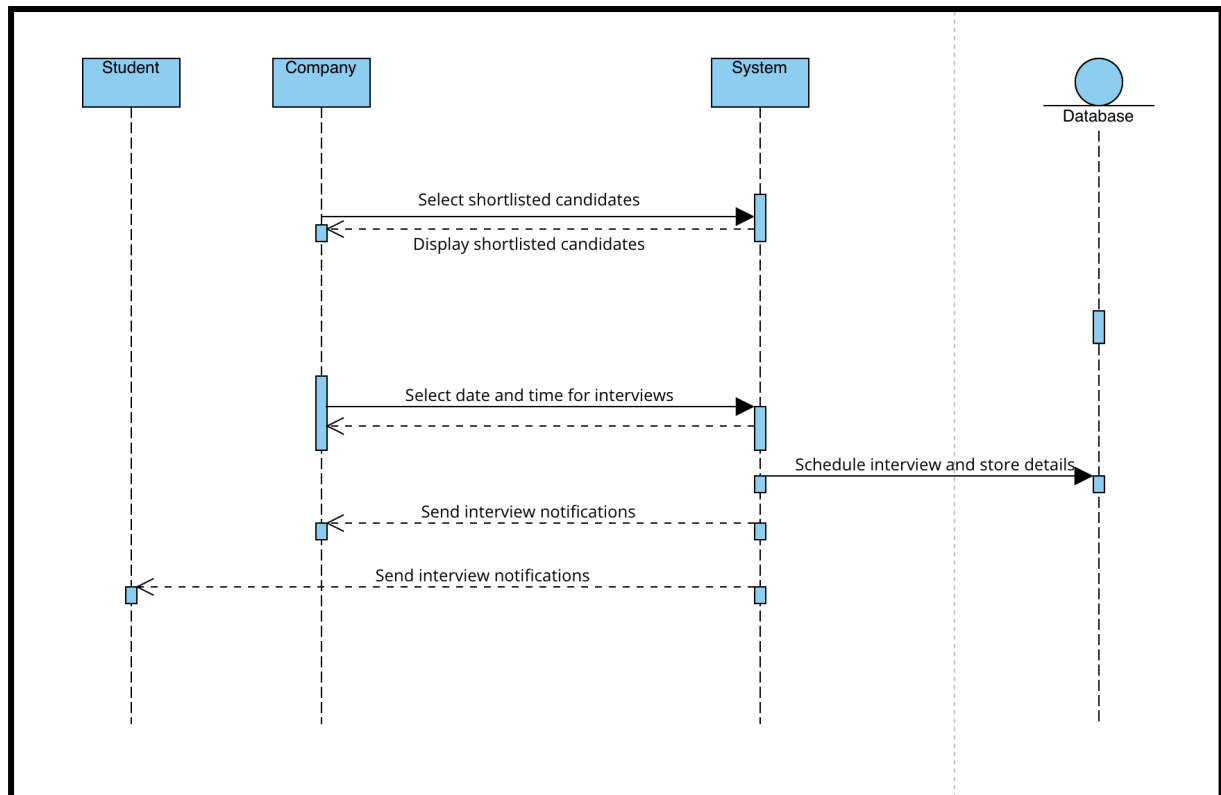 Student
Company
System
Database
Select shortlisted candidates
Display shortlisted candidates
Select date and time for interviews
Schedule interview and store details
Send interview notifications
Send interview notifications